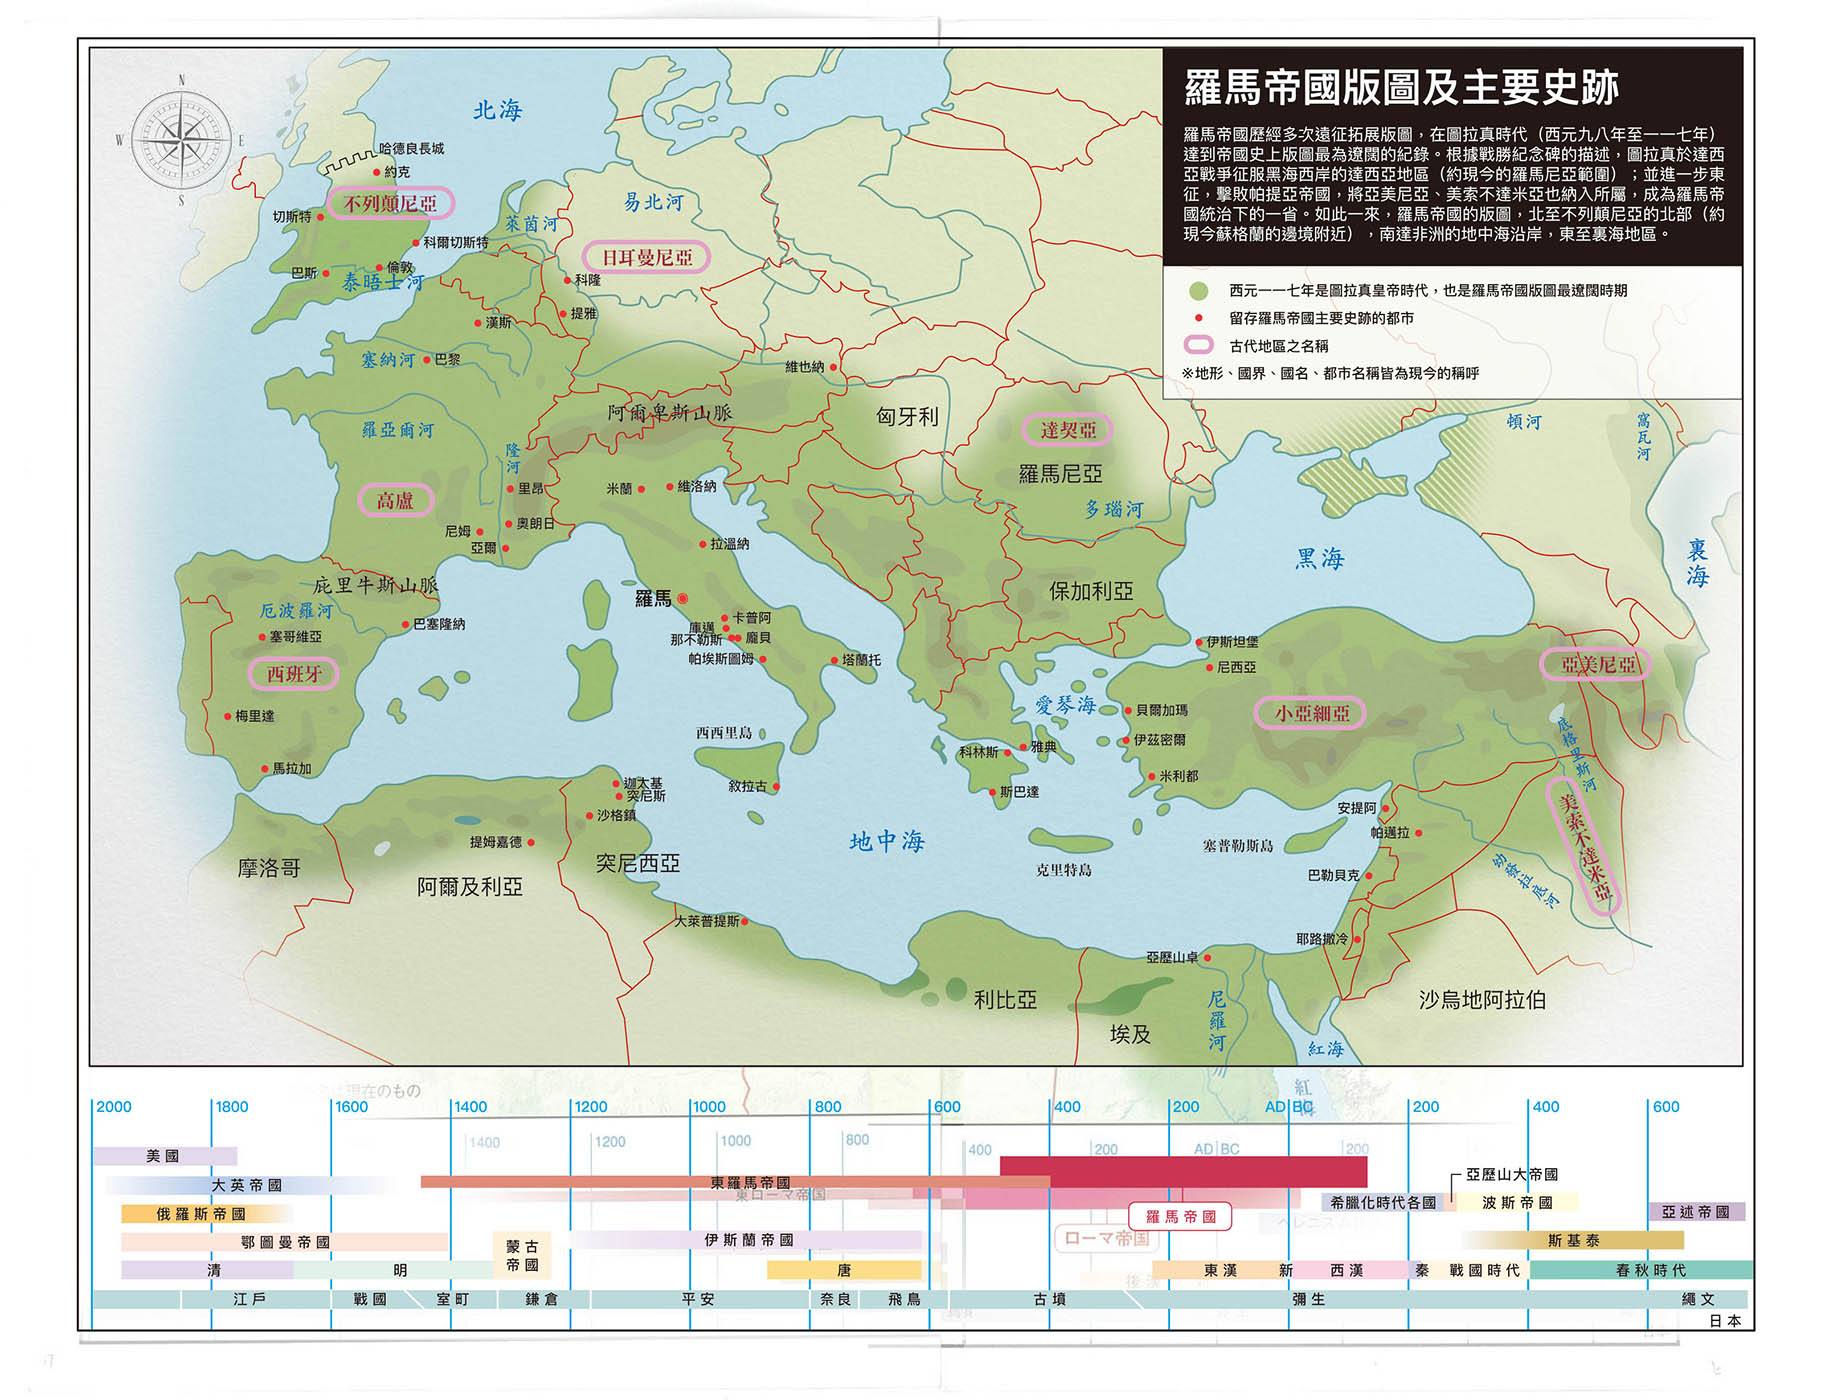 羅馬帝國版圖及主要史跡
羅馬帝國歷經多次遠征拓展版圖，在圖拉真時代（西元九八年至一一七年）
達到帝國史上版圖最為遼闊的紀錄。根據戰勝紀念碑的描述，圖拉真於達西
亞戰爭征服黑海西岸的達西亞地區（約現今的羅馬尼亞範圍）；並進一步東
征，擊敗帕提亞帝國，將亞美尼亞、美索不達米亞也納入所屬，成為羅馬帝
國統治下的一省。如此一來，羅馬帝國的版圖，北至不列顛尼亞的北部（約
現今蘇格蘭的邊境附近），南達非洲的地中海沿岸，東至裏海地區。
西元一一七年是圖拉真皇帝時代，也是羅馬帝國版圖最遼闊時期
留存羅馬帝國主要史跡的都市
古代地區之名稱
※地形、國界、國名、都市名稱皆為現今的稱呼
N
W
E
S
北海
哈德良長城
約克
不列顛尼亞
切斯特
科爾切斯特
巴斯
倫敦
泰晤士河
萊茵河
易北河
日耳曼尼亞
科隆
提雅
漢斯
塞納河
巴黎
維也納
阿爾卑斯山脈
匈牙利
達契亞
羅馬尼亞
頓河
窩瓦河
羅亞爾河
隆河
高盧
里昂
米蘭
維洛納
多瑙河
尼姆
奧朗日
亞爾
拉溫納
黑海
裏海
庇里牛斯山脈
厄波羅河
塞哥維亞
巴塞隆納
西班牙
梅里達
馬拉加
羅馬
卡普阿
庫邁
那不勒斯
龐貝
帕埃斯圖姆
塔蘭托
保加利亞
伊斯坦堡
尼西亞
亞美尼亞
小亞細亞
愛琴海
貝爾加瑪
伊茲密爾
米利都
西西里島
敘拉古
科林斯
雅典
斯巴達
底格里斯河
美索不達米亞
幼發拉底河
迦太基
突尼斯
沙格鎮
提姆嘉德
摩洛哥
阿爾及利亞
突尼西亞
地中海
克里特島
塞普勒斯島
安提阿
帕邁拉
巴勒貝克
大萊普提斯
耶路撒冷
亞歷山卓
利比亞
埃及
尼羅河
紅海
沙烏地阿拉伯
現在のもの
紅海
2000 1800 1600 1400 1200 1000 800 600 400 200 AD BC 200 400 600
1400 1200 1000 800 400 200 AD BC 200
美國
大英帝國
東羅馬帝國
東ローマ帝国
亞歷山大帝國
希臘化時代各國
波斯帝國
亞述帝國
俄羅斯帝國
羅馬帝國
ローマ帝国
鄂圖曼帝國
蒙古帝國
伊斯蘭帝國
斯基泰
清
明
唐
東漢
新
西漢
秦
戰國時代
春秋時代
江戶
戰國
室町
鎌倉
平安
奈良
飛鳥
古墳
彌生
繩文
日本